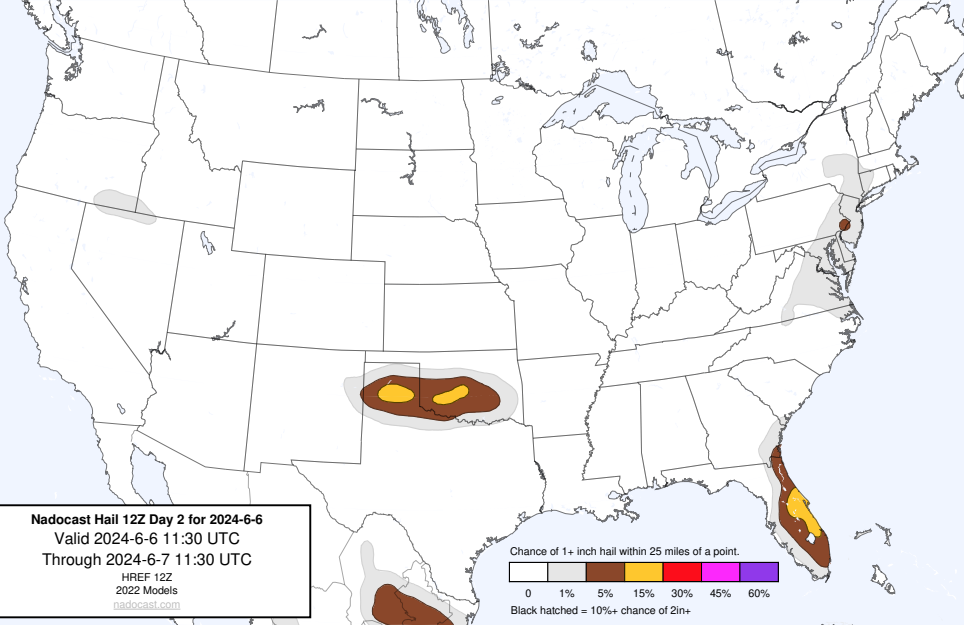 Nadocast Hail 12Z Day 2 for 2024-6-6
Valid 2024-6-6 11:30 UTC
Through 2024-6-7 11:30 UTC
HREF 12Z
2022 Models
nadocast.com
Chance of 1+ inch hail within 25 miles of a point.
0 1% 5% 15% 30% 45% 60%
Black hatched = 10%+ chance of 2in+